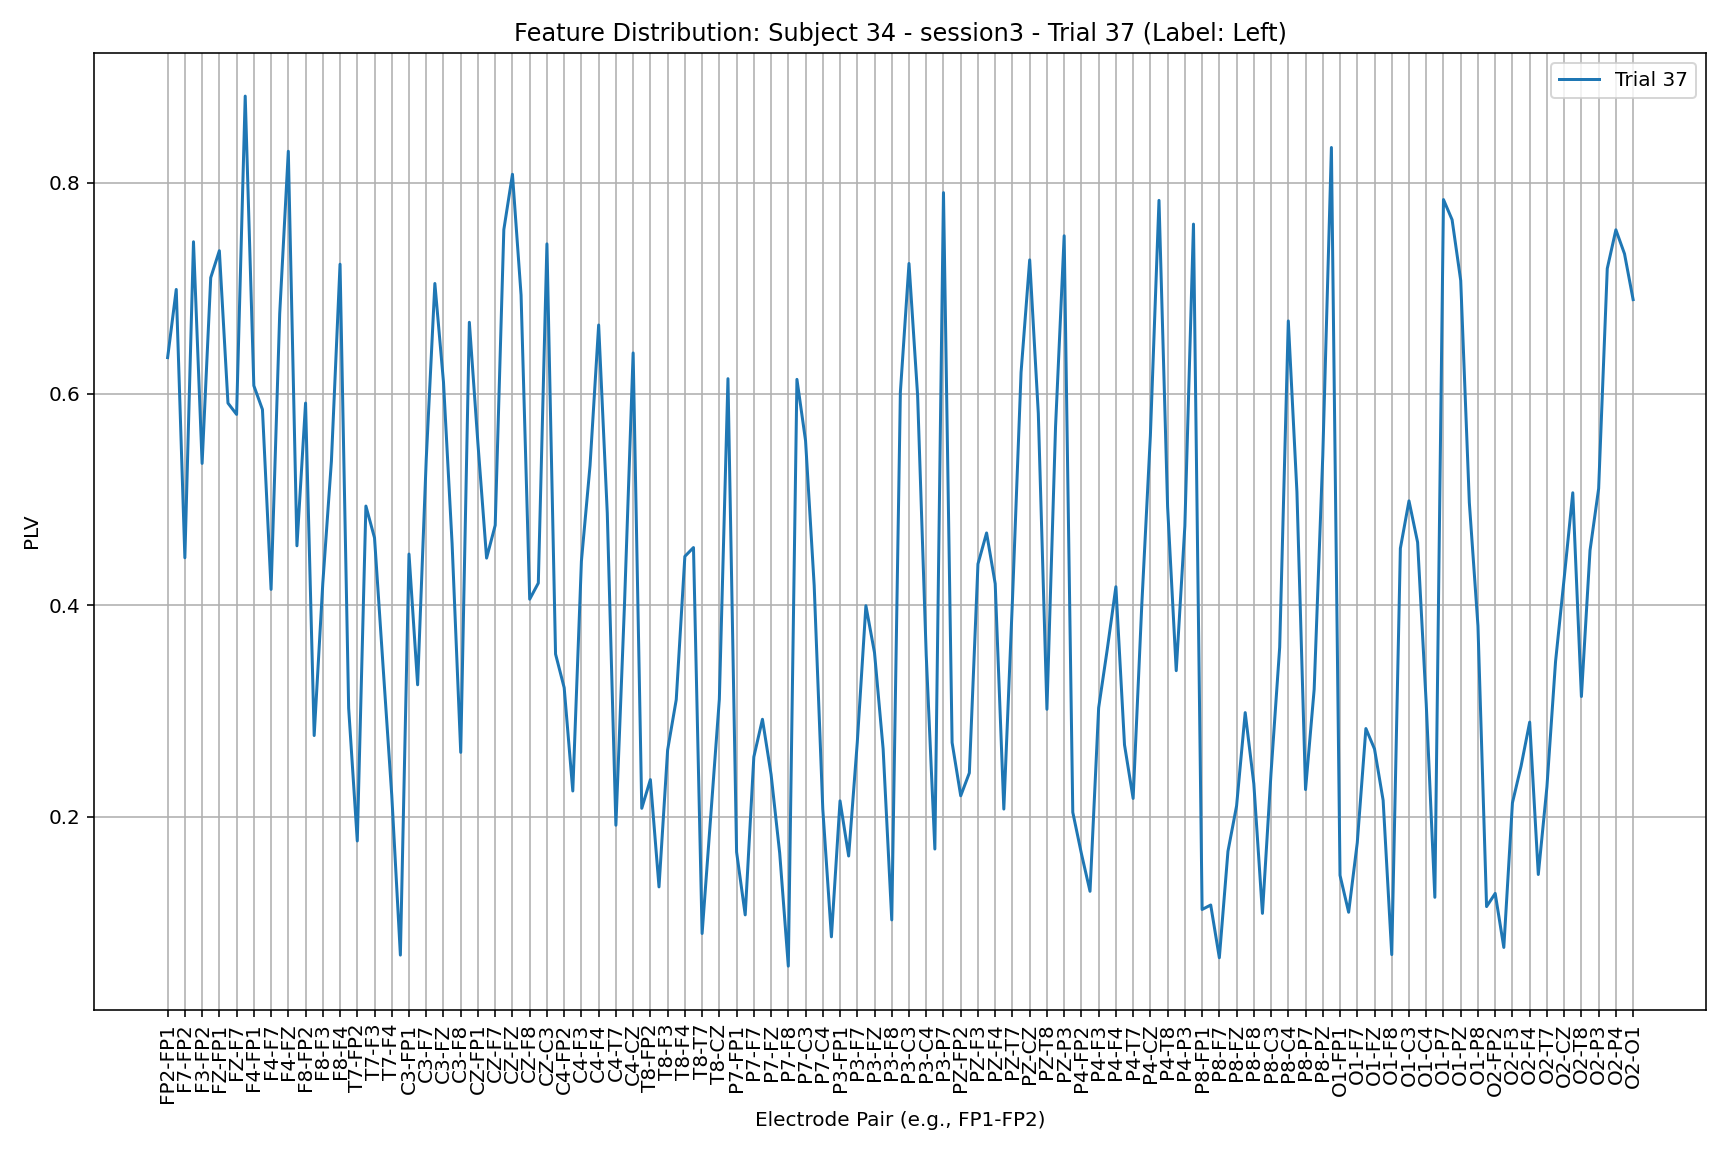 Feature Distribution: Subject 34 - session3 - Trial 37 (Label: Left)
Trial 37
PLV
0.8
0.6
0.4
0.2
FP2-FP1
F7-FP2
F3-FP2
FZ-FP1
FZ-F7
F4-FP1
F4-F7
F4-FZ
F8-FP2
F8-F3
F8-F4
T7-FP2
T7-F3
T7-F4
C3-FP1
C3-F7
C3-FZ
C3-F8
CZ-FP1
CZ-F7
CZ-FZ
CZ-F8
CZ-C3
C4-FP2
C4-F3
C4-F4
C4-T7
C4-CZ
T8-FP2
T8-F3
T8-F4
T8-T7
T8-CZ
P7-FP1
P7-F7
P7-FZ
P7-F8
P7-C3
P7-C4
P3-FP1
P3-F7
P3-FZ
P3-F8
P3-C3
P3-C4
P3-P7
PZ-FP2
PZ-F3
PZ-F4
PZ-T7
PZ-CZ
PZ-T8
PZ-P3
P4-FP2
P4-F3
P4-F4
P4-T7
P4-CZ
P4-T8
P4-P3
P8-FP1
P8-F7
P8-FZ
P8-F8
P8-C3
P8-C4
P8-P7
P8-PZ
O1-FP1
O1-F7
O1-FZ
O1-F8
O1-C3
O1-C4
O1-P7
O1-PZ
O1-P8
O2-FP2
O2-F3
O2-F4
O2-T7
O2-CZ
O2-T8
O2-P3
O2-P4
O2-O1
Electrode Pair (e.g., FP1-FP2)